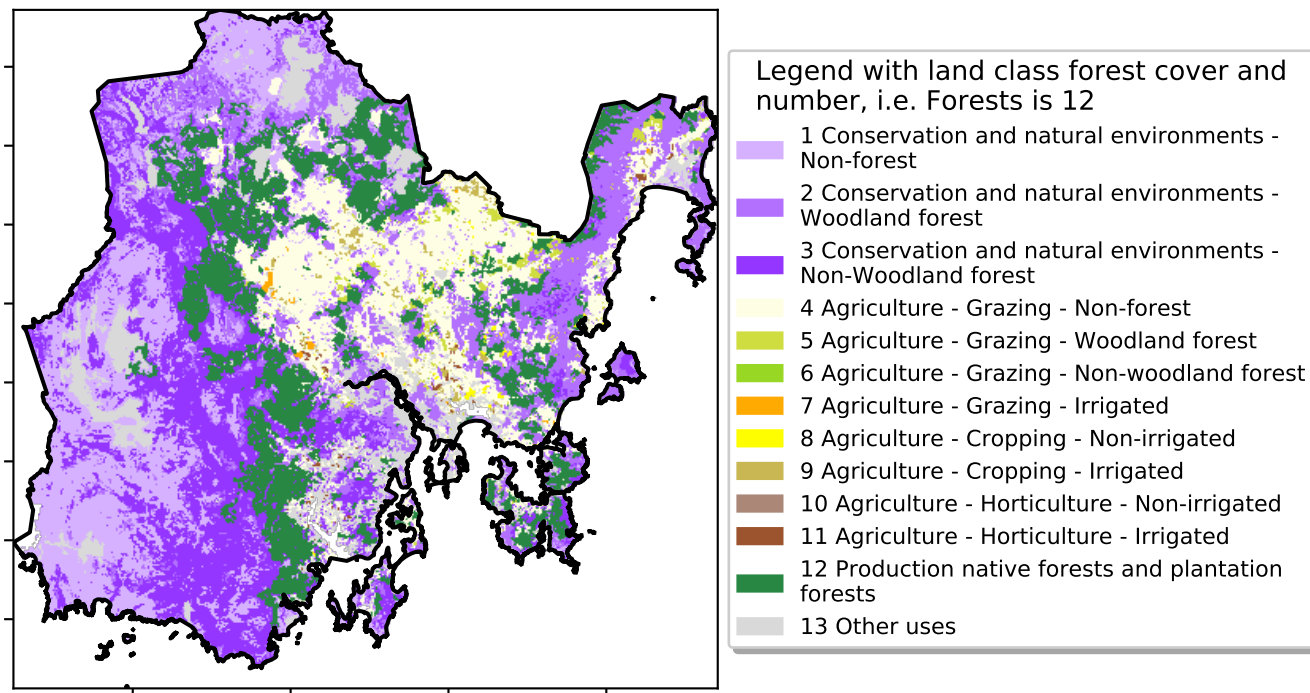 Legend with land class forest cover and
number, i.e. Forests is 12
1 Conservation and natural environments -
Non-forest
2 Conservation and natural environments -
Woodland forest
3 Conservation and natural environments -
Non-Woodland forest
4 Agriculture - Grazing - Non-forest
5 Agriculture - Grazing - Woodland forest
6 Agriculture - Grazing - Non-woodland forest
7 Agriculture - Grazing - Irrigated
8 Agriculture - Cropping - Non-irrigated
9 Agriculture - Cropping - Irrigated
10 Agriculture - Horticulture - Non-irrigated
11 Agriculture - Horticulture - Irrigated
12 Production native forests and plantation
forests
13 Other uses